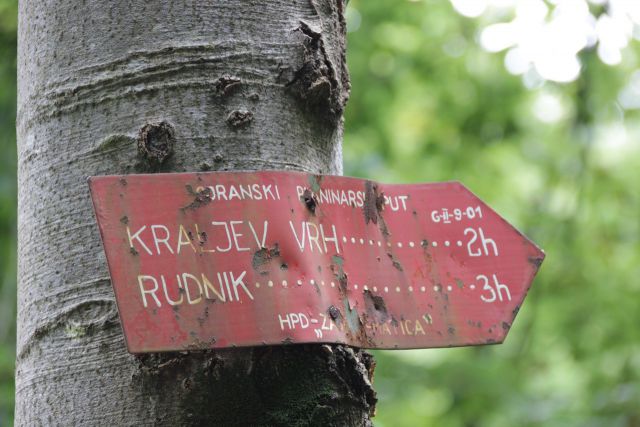 PUT
G-II-9-01
KRALJEV VRH 2h
RUDNIK 3h
HPD-